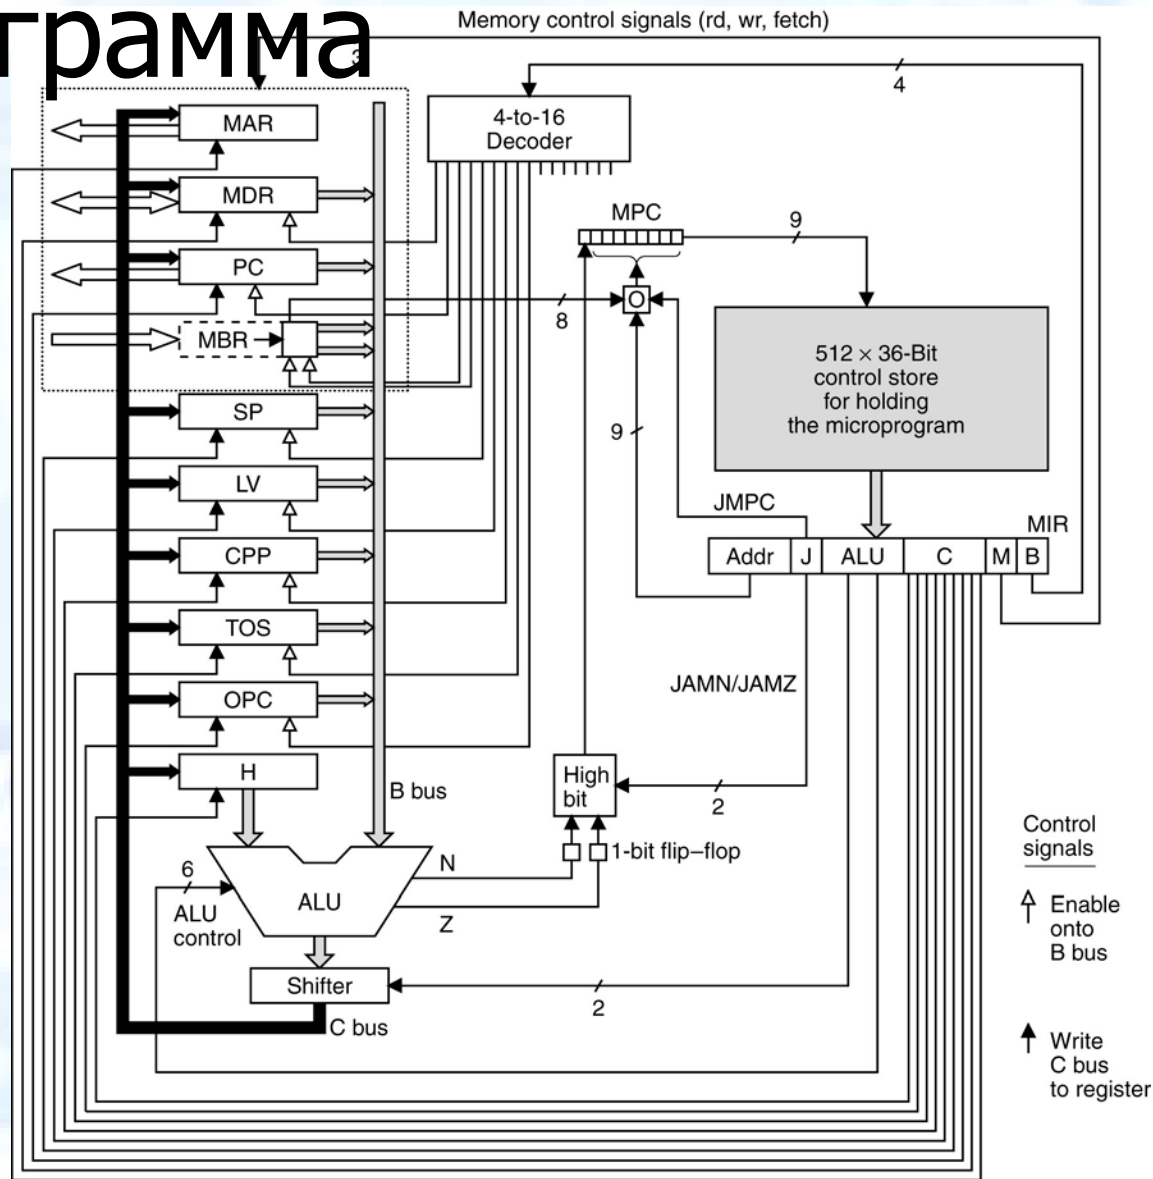 грамма
Memory control signals (rd, wr, fetch)
3
4
MAR
4-to-16
Decoder
MDR
MPC
9
PC
8
MBR
512 × 36-Bit
control store
for holding
the microprogram
O
SP
9
LV
JMPC
MIR
Addr J ALU C M B
CPP
TOS
JAMN/JAMZ
OPC
H
High
bit
2
B bus
N
1-bit flip–flop
6
ALU
control
ALU
Z
Shifter
2
C bus
Control
signals
Enable
onto
B bus
Write
C bus
to register